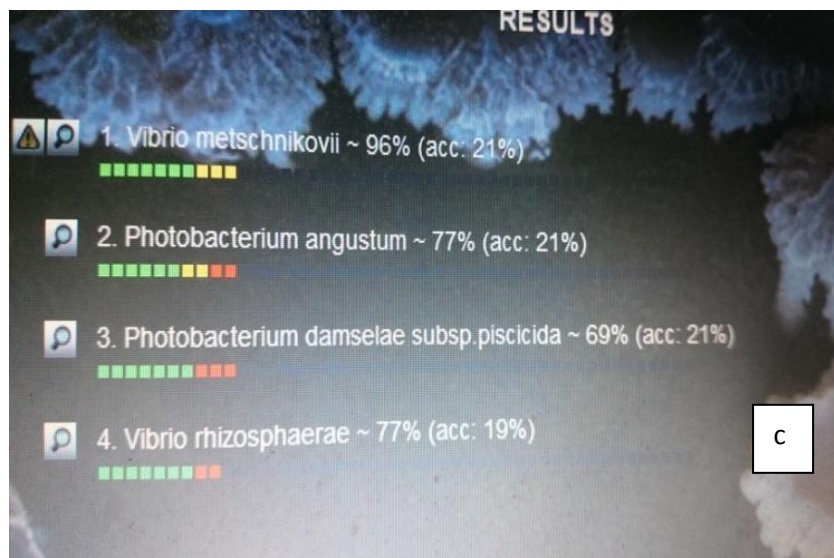 RESULTS
1. Vibrio metschnikovii ~ 96% (acc: 21%)
2. Photobacterium angustum ~ 77% (acc: 21%)
3. Photobacterium damselae subsp.piscicida ~ 69% (acc: 21%)
4. Vibrio rhizosphaerae ~ 77% (acc: 19%)
c